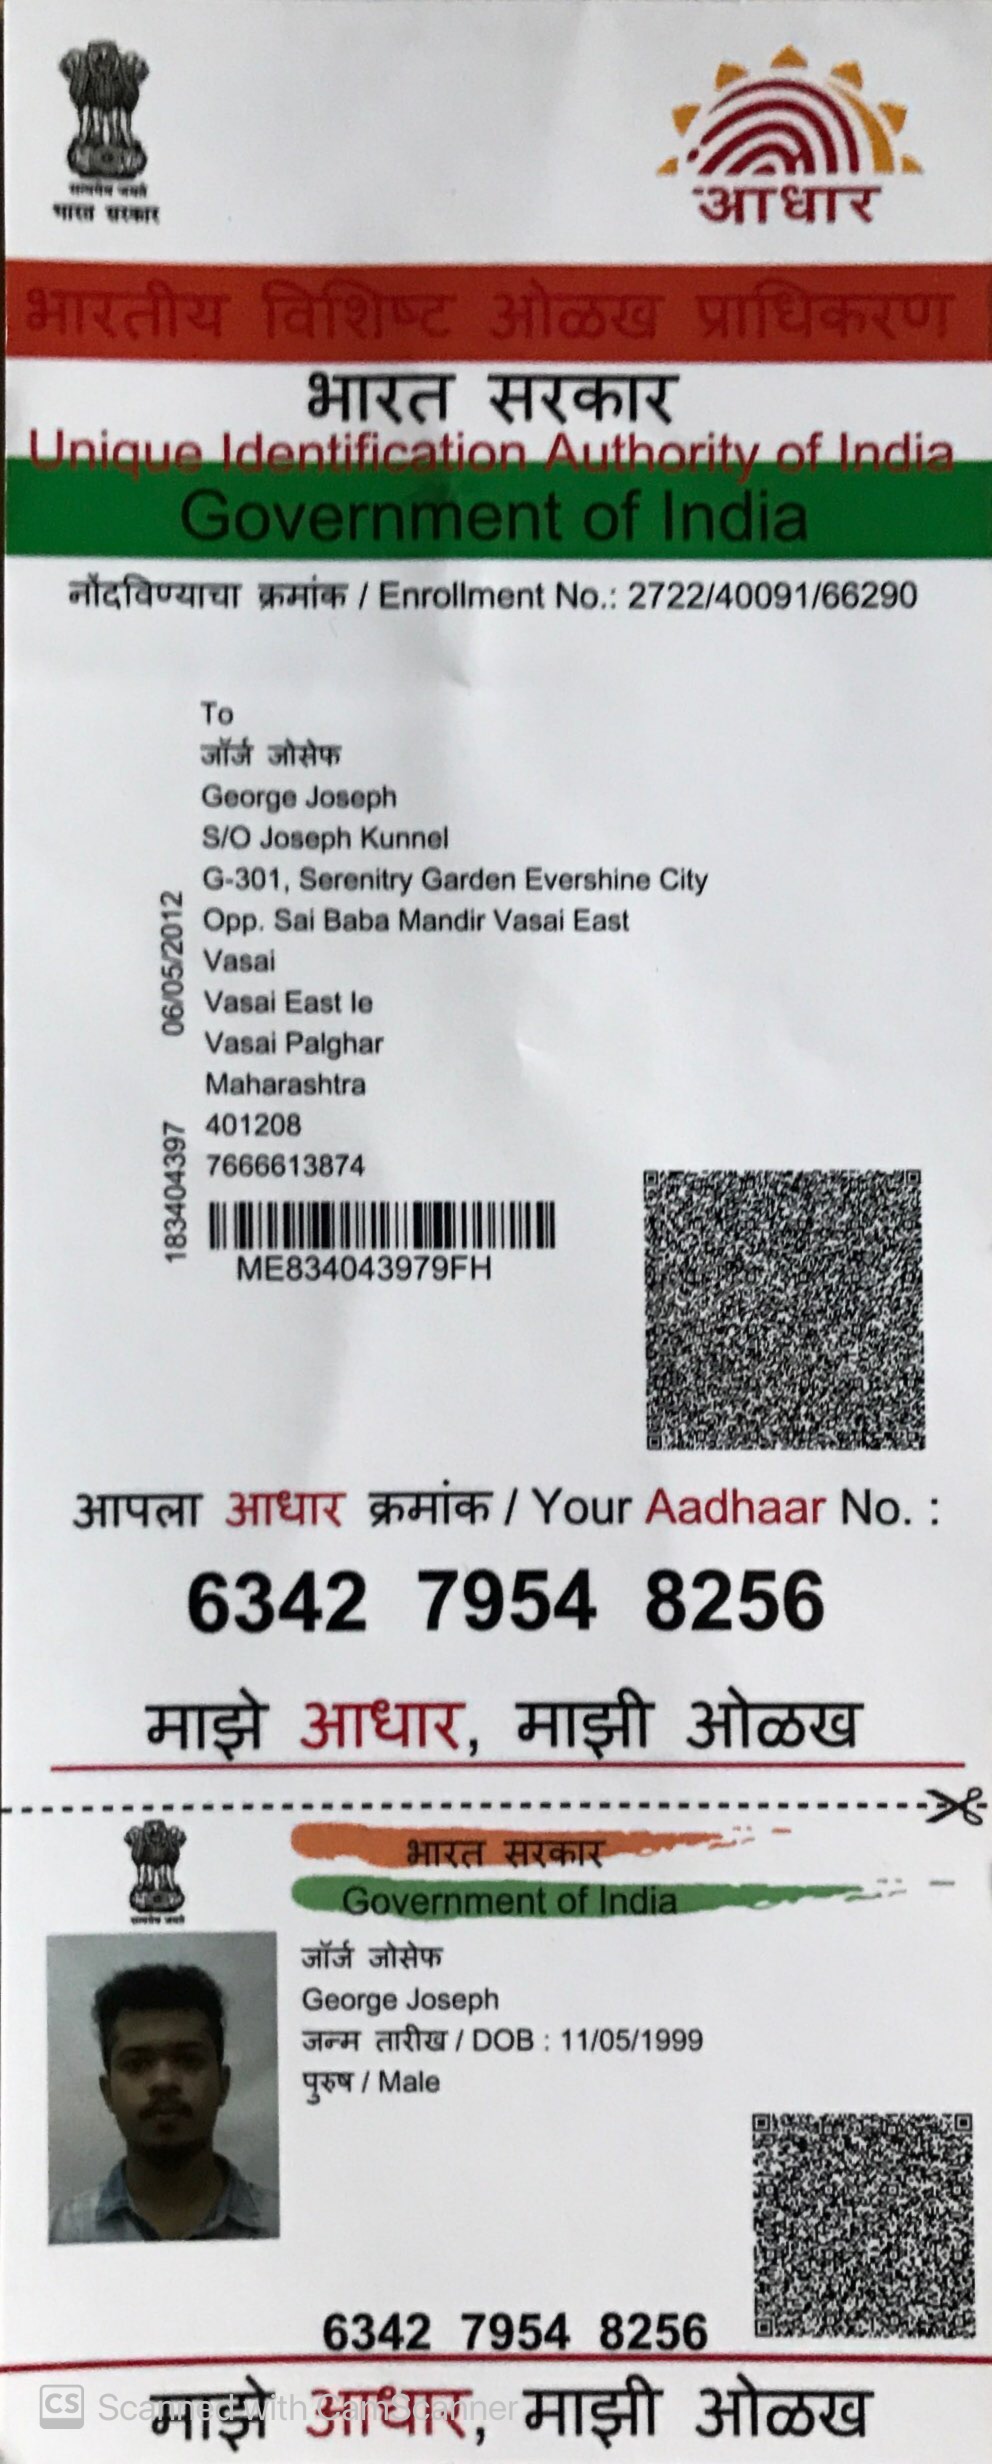 सत्यमेव जयते
भारत सरकार
आधार
भारतीय विशिष्ट ओळख प्राधिकरण
भारत सरकार
Unique Identification Authority of India
Government of India
नोंदविण्याचा क्रमांक / Enrollment No.: 2722/40091/66290
To
जॉर्ज जोसेफ
George Joseph
S/O Joseph Kunnel
G-301, Serenitry Garden Evershine City
Opp. Sai Baba Mandir Vasai East
Vasai
Vasai East Ie
Vasai Palghar
Maharashtra
401208
7666613874
06/05/2012
183404397
ME834043979FH
आपला आधार क्रमांक / Your Aadhaar No. :
6342 7954 8256
माझे आधार, माझी ओळख
सत्यमेव जयते
भारत सरकार
Government of India
जॉर्ज जोसेफ
George Joseph
जन्म तारीख / DOB : 11/05/1999
पुरुष / Male
6342 7954 8256
माझे आधार, माझी ओळख
CS Scanned with CamScanner